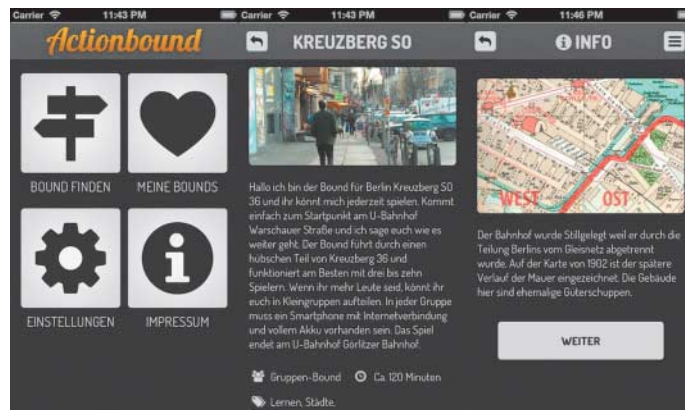 Carrier 11:43 PM
Actionbound
BOUND FINDEN MEINE BOUNDS
EINSTELLUNGEN IMPRESSUM
Carrier 11:43 PM
KREUZBERG SO
Hallo ich bin der Bound für Berlin Kreuzberg SO
36 und ihr könnt mich jederzeit spielen. Kommt
einfach zum Startpunkt am U-Bahnhof
Warschauer Straße und ich sage euch wie es
weiter geht. Der Bound führt durch einen
hübschen Teil von Kreuzberg 36 und
funktioniert am Besten mit drei bis zehn
Spielern. Wenn ihr mehr Leute seid, könnt ihr
euch in Kleingruppen aufteilen. In jeder Gruppe
muss ein Smartphone mit Internetverbindung
und vollem Akku vorhanden sein. Das Spiel
endet am U-Bahnhof Görlitzer Bahnhof.
Gruppen-Bound Ca. 120 Minuten
Lernen, Städte,
Carrier 11:46 PM
INFO
WEST OST
Der Bahnhof wurde Stillgelegt weil er durch die
Teilung Berlins vom Gleisnetz abgetrennt
wurde. Auf der Karte von 1902 ist der spätere
Verlauf der Mauer eingezeichnet. Die Gebäude
hier sind ehemalige Güterschuppen.
WEITER